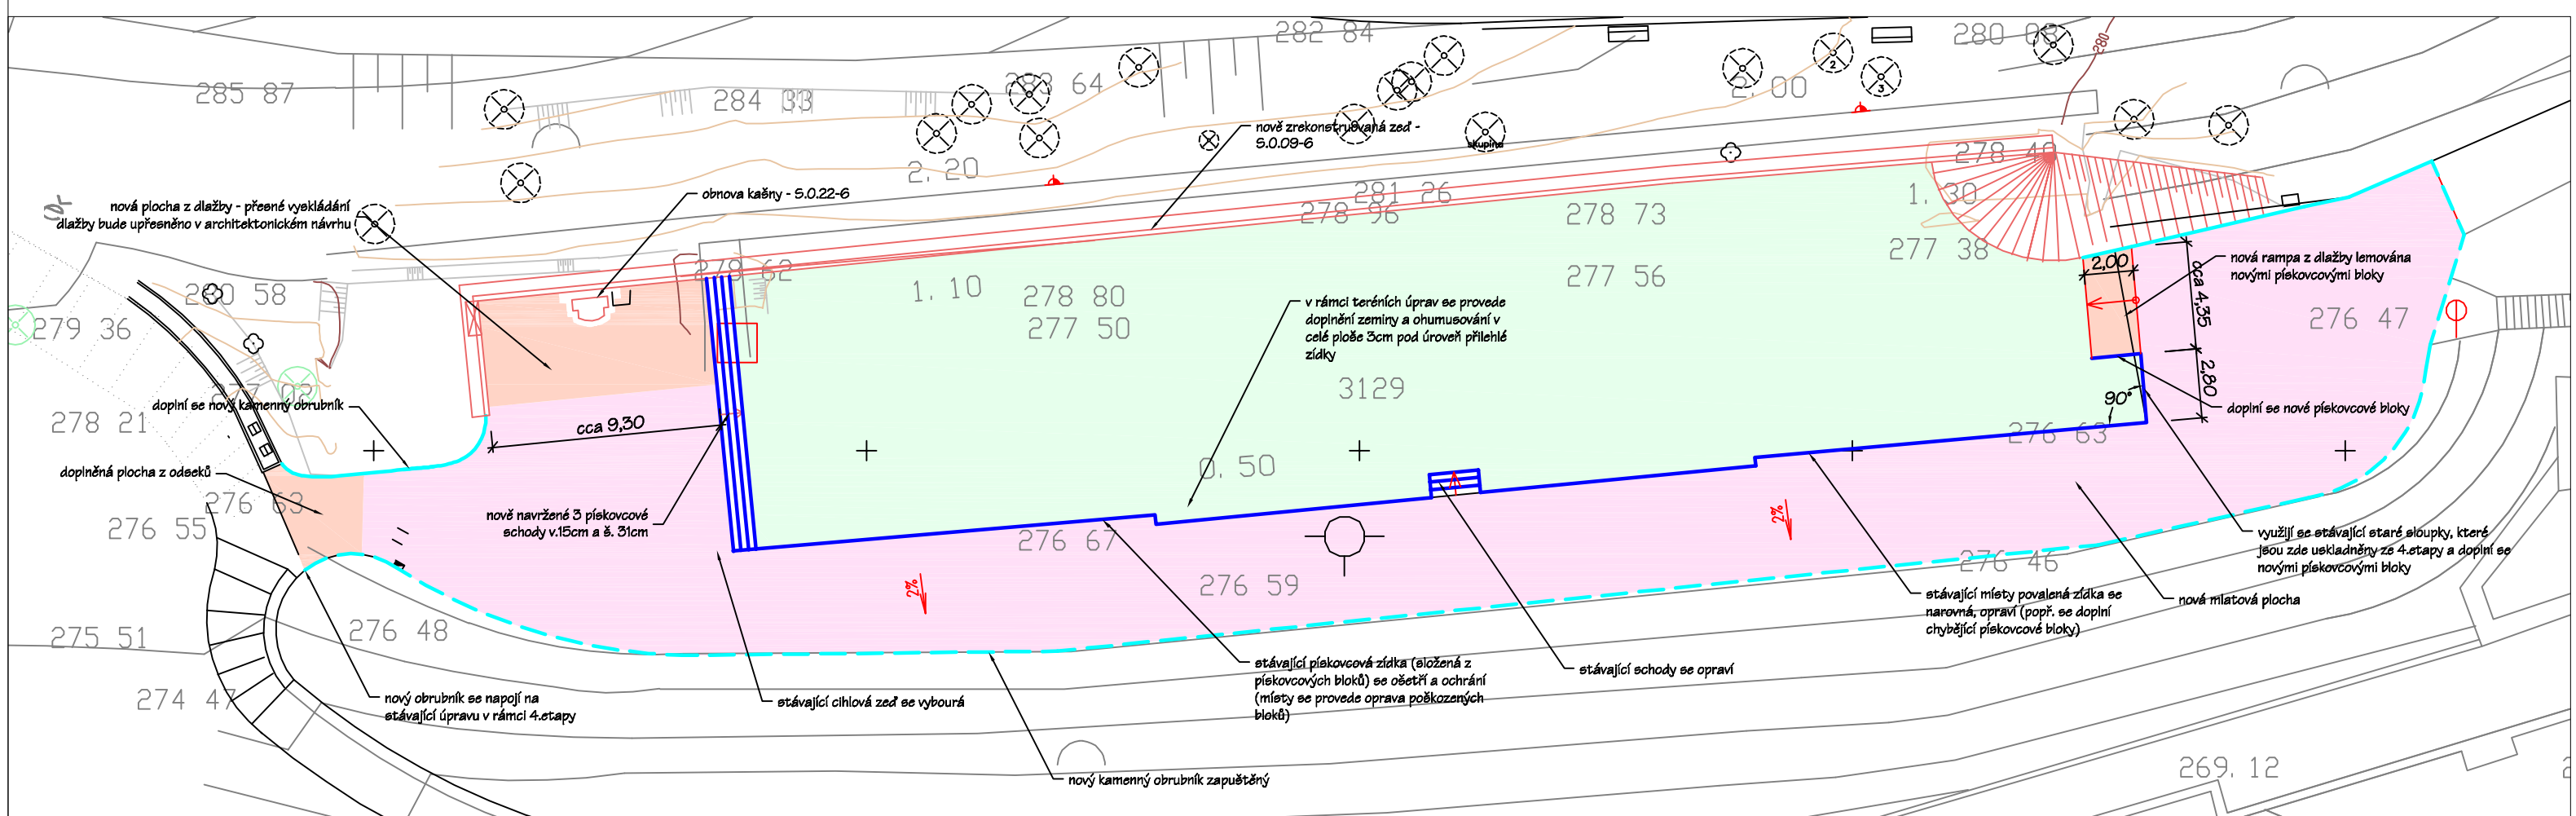 282 84
280 08
280
285 87
284 33
283 64
2.00
2
3
nově zrekonstruovaná zeď -
S.O.09-6
skupina
278 40
2.20
obnova kašny - S.O.22-6
281 26
278 96
278 73
1.30
nová plocha z dlažby - přesné vyskládání
dlažby bude upřesněno v architektonickém návrhu
277 38
278 62
277 56
2,00
cca 4,35
nová rampa z dlažby lemována
novými pískovcovými bloky
280 58
1.10
278 80
277 50
v rámci teréních úprav se provede
doplnění zeminy a ohumusování v
celé ploše 3cm pod úroveň přilehlé
zídky
276 47
279 36
3129
2,80
277 02
90°
doplní se nový kamenný obrubník
doplní se nové pískovcové bloky
278 21
cca 9,30
276 63
doplněná plocha z odseků
0.50
276 63
276 55
nově navržené 3 pískovcové
schody v.15cm a š. 31cm
2%
276 67
využijí se stávající staré sloupky, které
jsou zde uskladněny ze 4.etapy a doplní se
novými pískovcovými bloky
276 46
2%
276 59
stávající místy povalená zídka se
narovná, opraví (popř. se doplní
chybějící pískovcové bloky)
nová mlatová plocha
275 51
276 48
stávající pískovcová zídka (složená z
pískovcových bloků) se ošetří a ochrání
(místy se provede oprava poškozených
bloků)
stávající schody se opraví
274 47
nový obrubník se napojí na
stávající úpravu v rámci 4.etapy
stávající cihlová zeď se vybourá
nový kamenný obrubník zapuštěný
269.12